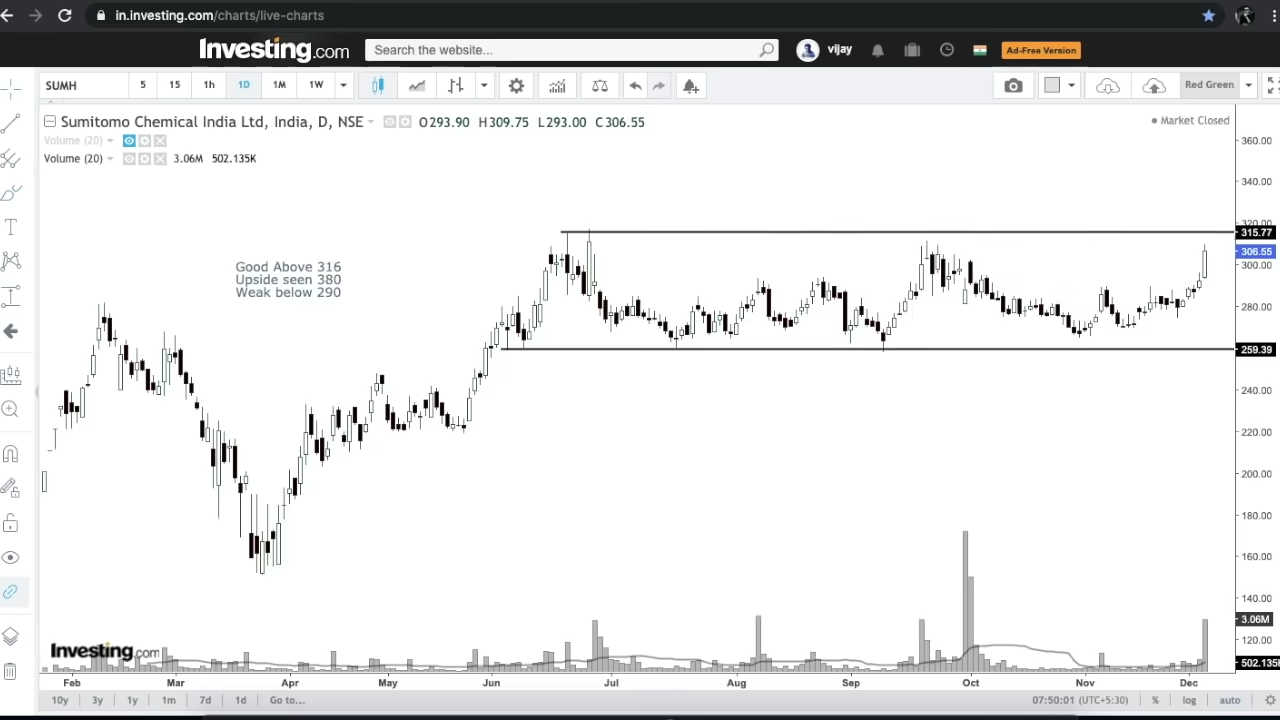 in.investing.com/charts/live-charts
Investing.com Search the website... vijay Ad-Free Version
SUMH 5 15 1h 1D 1M 1W Red Green
Sumitomo Chemical India Ltd, India, D, NSE O293.90 H309.75 L293.00 C306.55 Market Closed
Volume (20)
Volume (20) 3.06M 502.135K
360.00
340.00
320.00
315.77
306.55
300.00
280.00
259.39
240.00
220.00
200.00
180.00
160.00
140.00
3.06M
120.00
502.135K
Good Above 316
Upside seen 380
Weak below 290
Investing.com
Feb Mar Apr May Jun Jul Aug Sep Oct Nov Dec
10y 3y 1y 1m 7d 1d Go to... 07:50:01 (UTC+5:30) % log auto